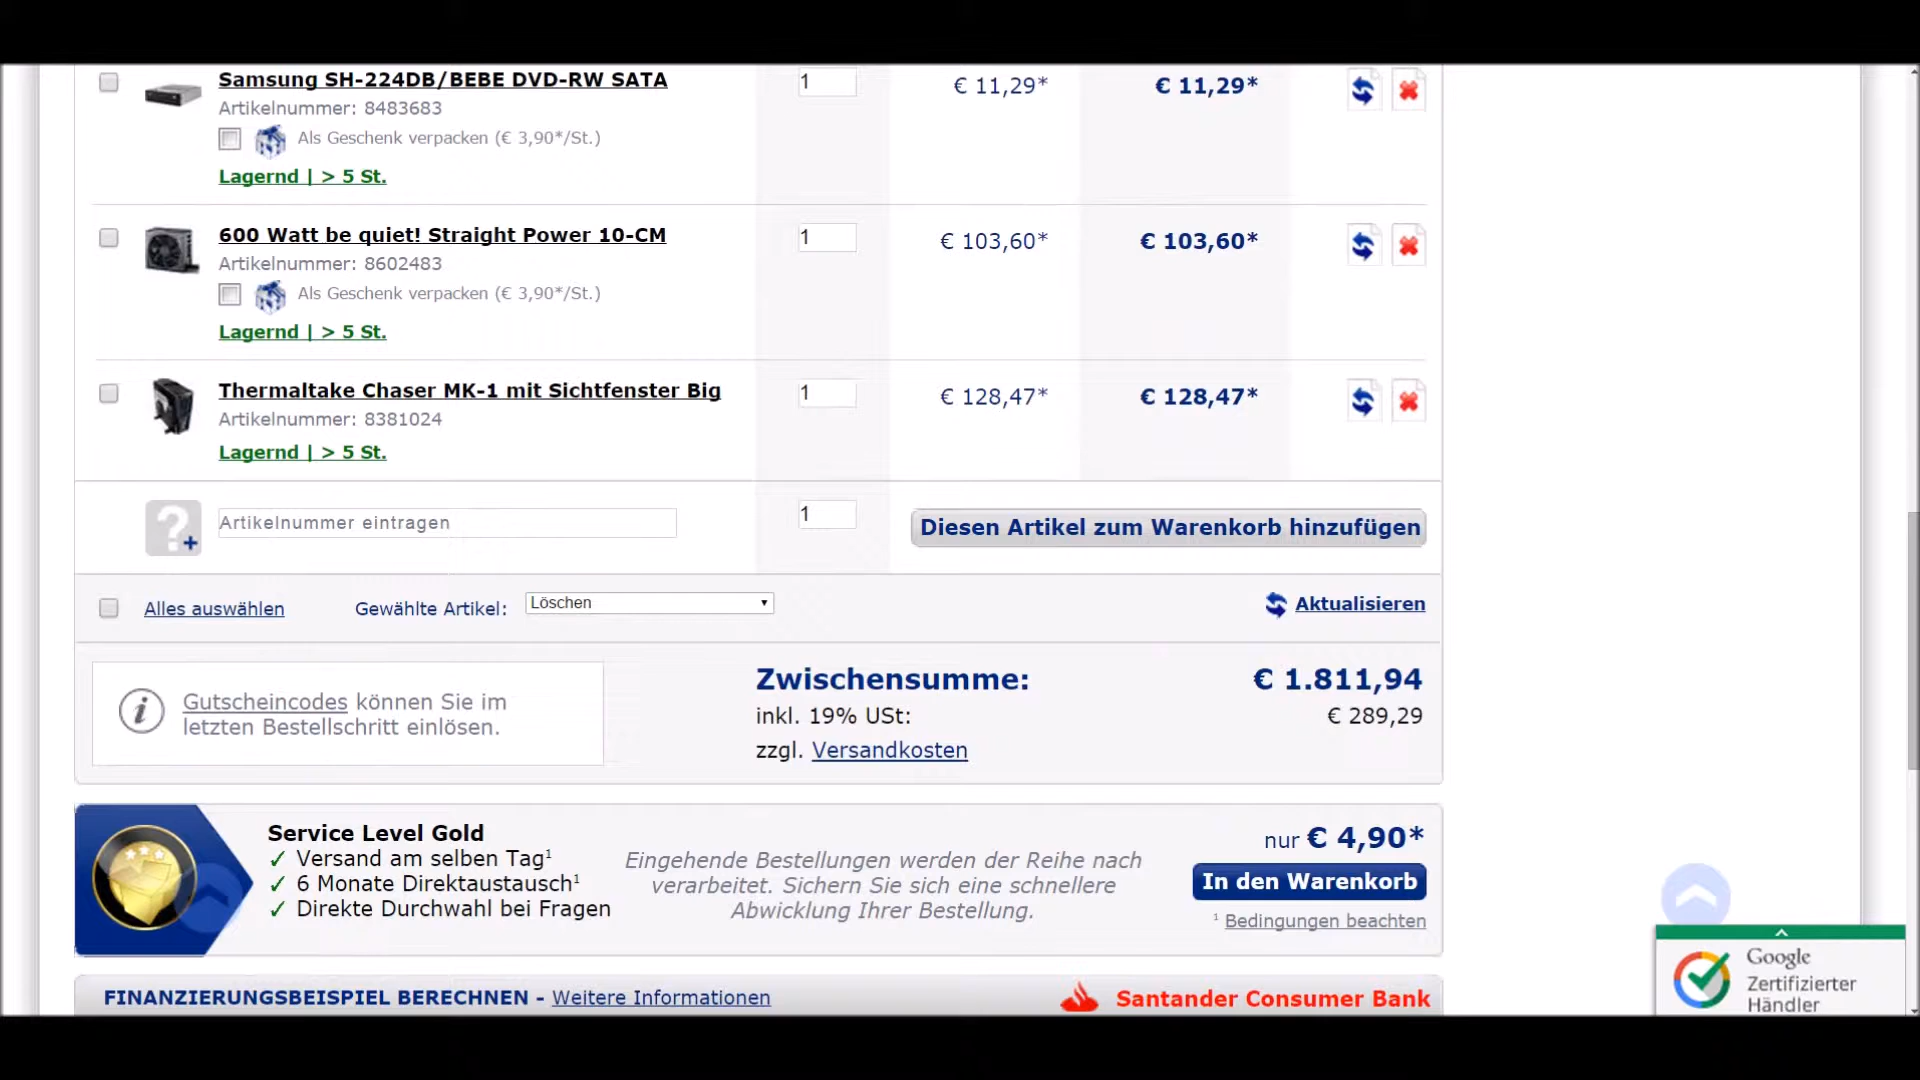 Samsung SH-224DB/BEBE DVD-RW SATA
1
€ 11,29*
€ 11,29*
Artikelnummer: 8483683
Als Geschenk verpacken (€ 3,90*/St.)
Lagernd | > 5 St.
600 Watt be quiet! Straight Power 10-CM
1
€ 103,60*
€ 103,60*
Artikelnummer: 8602483
Als Geschenk verpacken (€ 3,90*/St.)
Lagernd | > 5 St.
Thermaltake Chaser MK-1 mit Sichtfenster Big
1
€ 128,47*
€ 128,47*
Artikelnummer: 8381024
Lagernd | > 5 St.
Artikelnummer eintragen
1
Diesen Artikel zum Warenkorb hinzufügen
Alles auswählen
Gewählte Artikel:
Löschen
Aktualisieren
Gutscheincodes können Sie im
letzten Bestellschritt einlösen.
Zwischensumme:
€ 1.811,94
inkl. 19% USt:
€ 289,29
zzgl. Versandkosten
Service Level Gold
✓ Versand am selben Tag¹
✓ 6 Monate Direktaustausch¹
✓ Direkte Durchwahl bei Fragen
Eingehende Bestellungen werden der Reihe nach
verarbeitet. Sichern Sie sich eine schnellere
Abwicklung Ihrer Bestellung.
nur € 4,90*
In den Warenkorb
¹ Bedingungen beachten
FINANZIERUNGSBEISPIEL BERECHNEN - Weitere Informationen
Santander Consumer Bank
Google
Zertifizierter
Händler